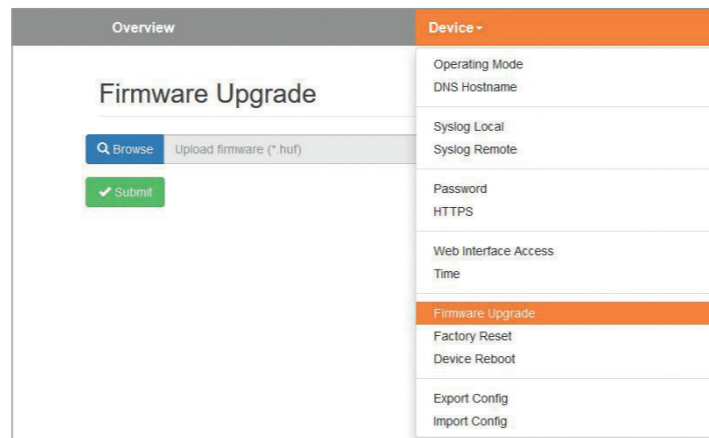 Overview
Device
Firmware Upgrade
Browse
Upload firmware (*.huf)
Submit
Operating Mode
DNS Hostname
Syslog Local
Syslog Remote
Password
HTTPS
Web Interface Access
Time
Firmware Upgrade
Factory Reset
Device Reboot
Export Config
Import Config